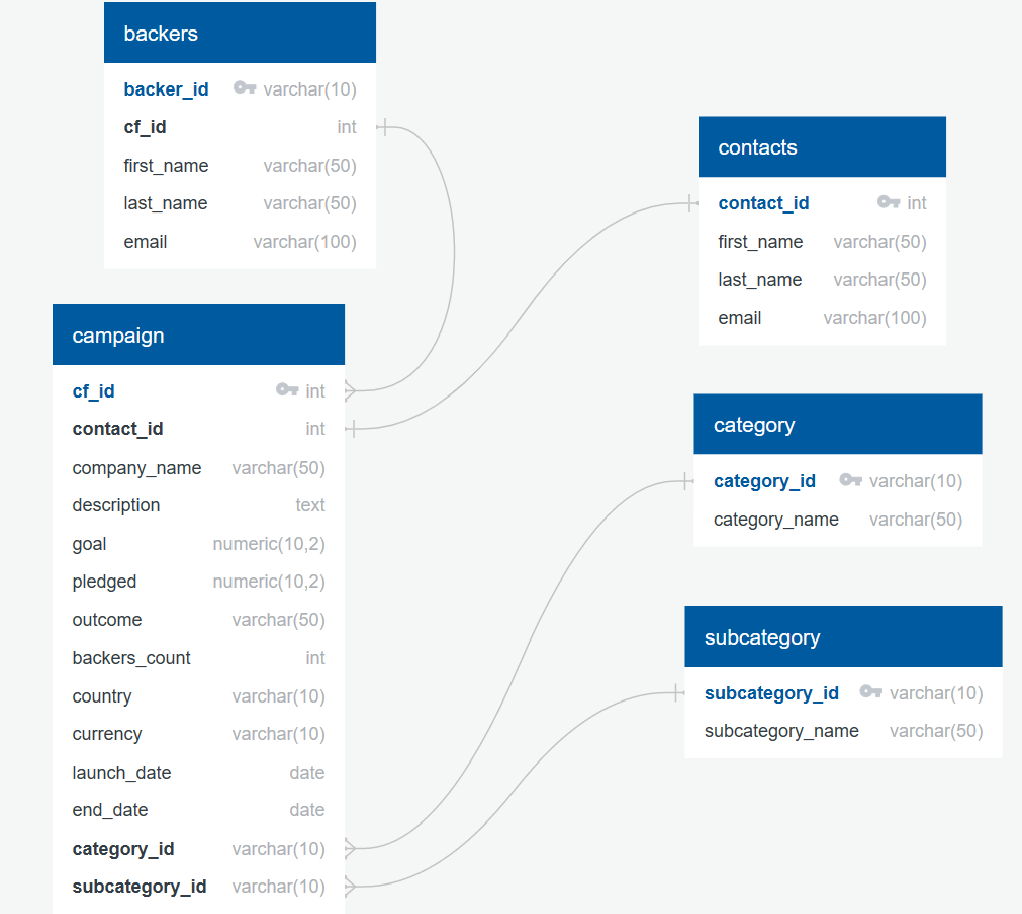 backers
backer_id varchar(10)
cf_id int
first_name varchar(50)
last_name varchar(50)
email varchar(100)
campaign
cf_id int
contact_id int
company_name varchar(50)
description text
goal numeric(10,2)
pledged numeric(10,2)
outcome varchar(50)
backers_count int
country varchar(10)
currency varchar(10)
launch_date date
end_date date
category_id varchar(10)
subcategory_id varchar(10)
contacts
contact_id int
first_name varchar(50)
last_name varchar(50)
email varchar(100)
category
category_id varchar(10)
category_name varchar(50)
subcategory
subcategory_id varchar(10)
subcategory_name varchar(50)